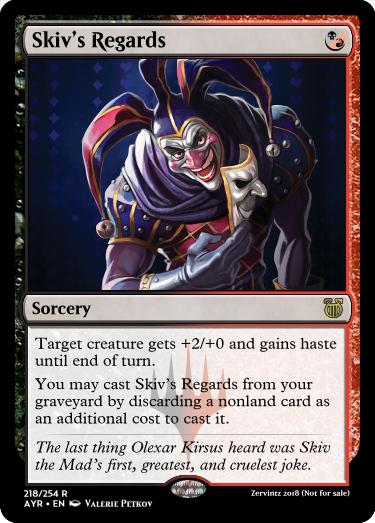 Skiv's Regards
Sorcery
Target creature gets +2/+0 and gains haste
until end of turn.
You may cast Skiv's Regards from your
graveyard by discarding a nonland card as
an additional cost to cast it.
The last thing Olexar Kirsus heard was Skiv
the Mad's first, greatest, and cruelest joke.
218/254 R
Zervintz 2018 (Not for sale)
AYR • EN Valerie Petkov